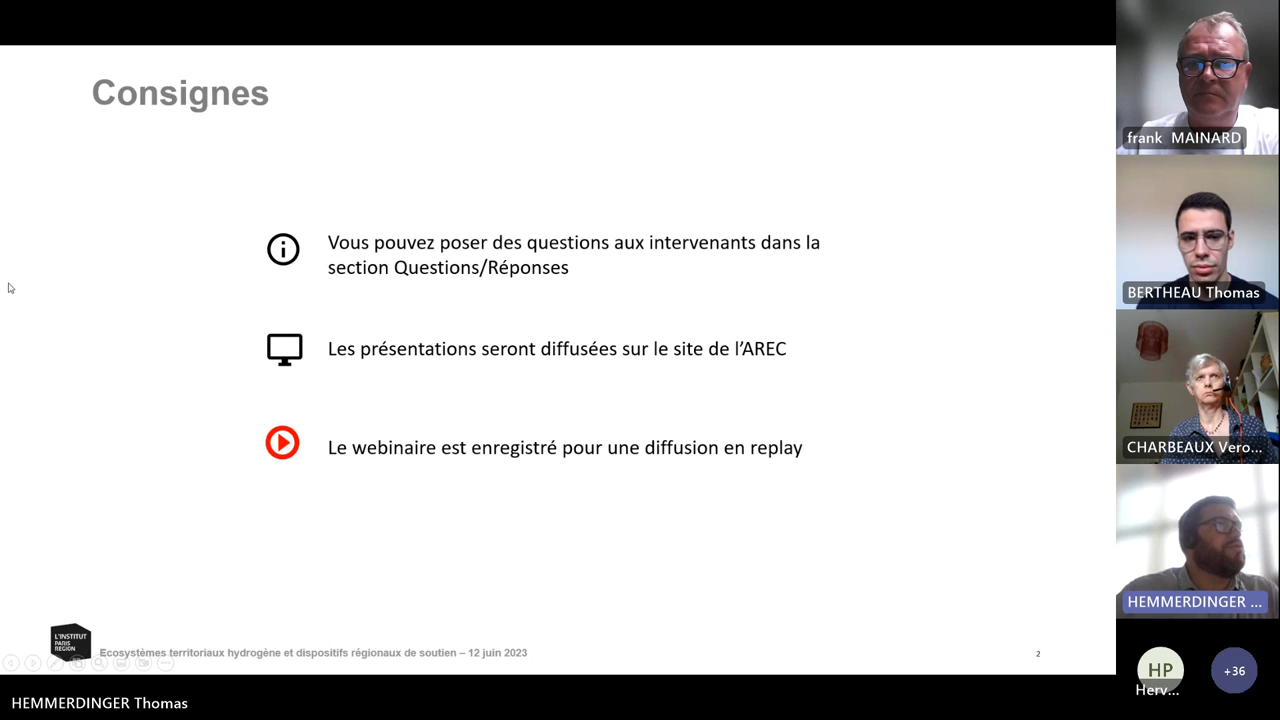 Consignes
Vous pouvez poser des questions aux intervenants dans la
section Questions/Réponses
Les présentations seront diffusées sur le site de l'AREC
Le webinaire est enregistré pour une diffusion en replay
L'INSTITUT
PARIS
REGION
Ecosystèmes territoriaux hydrogène et dispositifs régionaux de soutien – 12 juin 2023
2
HEMMERDINGER Thomas
frank MAINARD
BERTHEAU Thomas
CHARBEAUX Vero...
HEMMERDINGER ...
HP
Herv...
+36